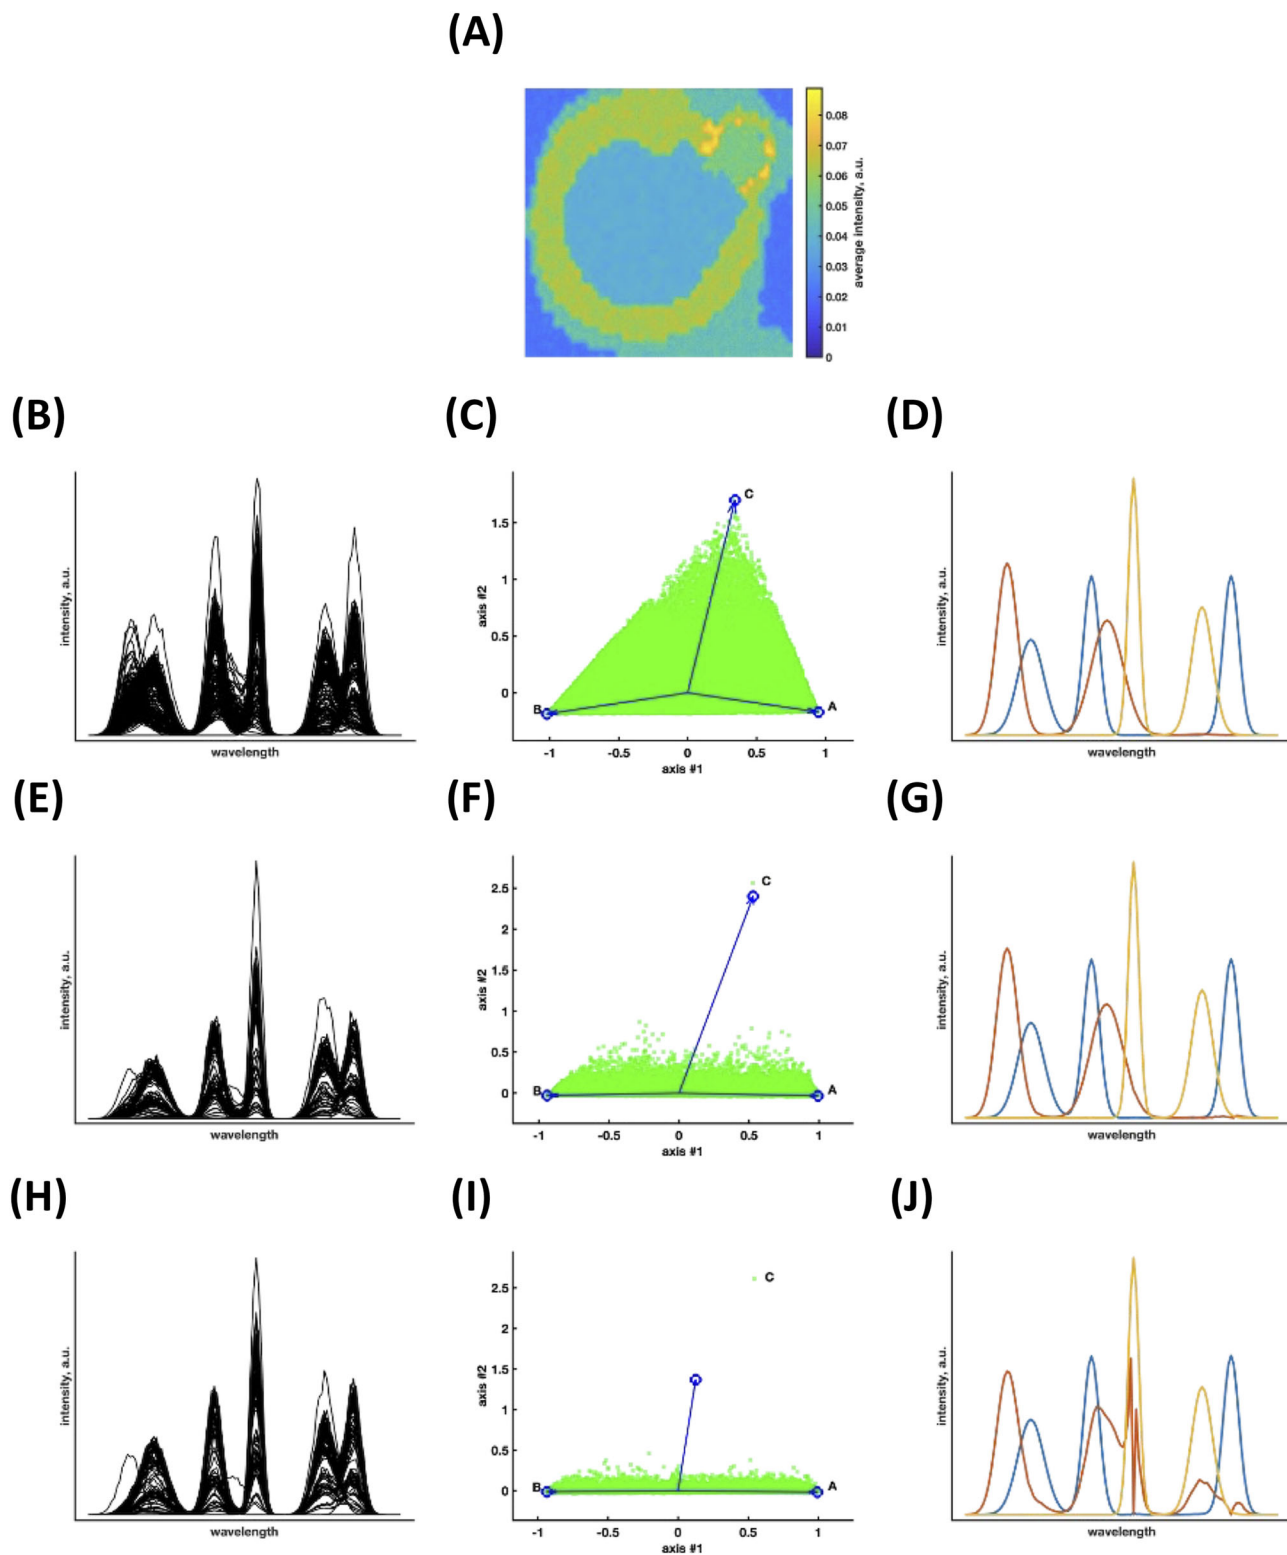 (A)
0.08
0.07
0.06
0.05
0.04
0.03
0.02
0.01
0
average intensity, a.u.
(B)
intensity, a.u.
wavelength
(C)
axis #2
1.5
1
0.5
0
C
B
A
-1 -0.5 0 0.5 1
axis #1
(D)
intensity, a.u.
wavelength
(E)
intensity, a.u.
wavelength
(F)
axis #2
2.5
2
1.5
1
0.5
0
C
B
A
-1 -0.5 0 0.5 1
axis #1
(G)
intensity, a.u.
wavelength
(H)
intensity, a.u.
wavelength
(I)
axis #2
2.5
2
1.5
1
0.5
0
C
B
A
-1 -0.5 0 0.5 1
axis #1
(J)
intensity, a.u.
wavelength